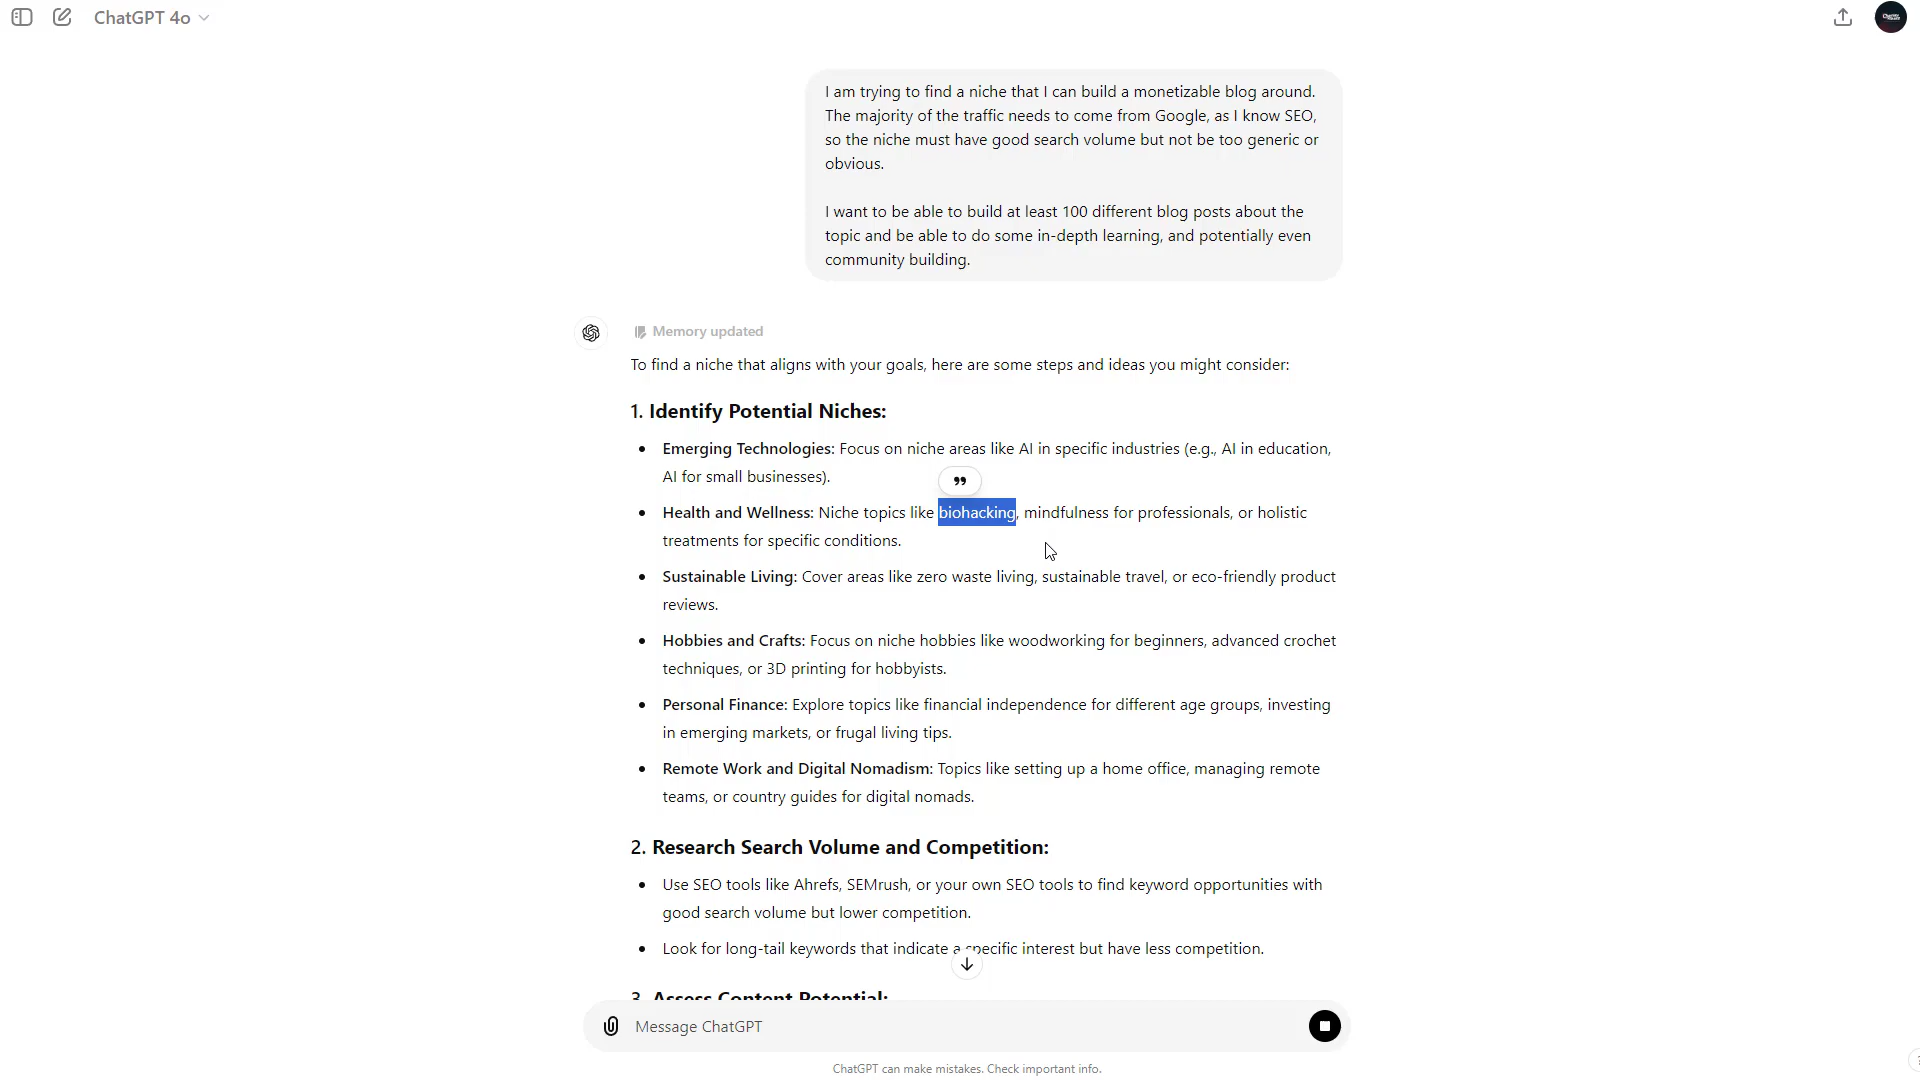 ChatGPT 4o
I am trying to find a niche that I can build a monetizable blog around.
The majority of the traffic needs to come from Google, as I know SEO,
so the niche must have good search volume but not be too generic or
obvious.
I want to be able to build at least 100 different blog posts about the
topic and be able to do some in-depth learning, and potentially even
community building.
Memory updated
To find a niche that aligns with your goals, here are some steps and ideas you might consider:
1. Identify Potential Niches:
• Emerging Technologies: Focus on niche areas like AI in specific industries (e.g., AI in education,
AI for small businesses).
• Health and Wellness: Niche topics like biohacking, mindfulness for professionals, or holistic
treatments for specific conditions.
• Sustainable Living: Cover areas like zero waste living, sustainable travel, or eco-friendly product
reviews.
• Hobbies and Crafts: Focus on niche hobbies like woodworking for beginners, advanced crochet
techniques, or 3D printing for hobbyists.
• Personal Finance: Explore topics like financial independence for different age groups, investing
in emerging markets, or frugal living tips.
• Remote Work and Digital Nomadism: Topics like setting up a home office, managing remote
teams, or country guides for digital nomads.
2. Research Search Volume and Competition:
• Use SEO tools like Ahrefs, SEMrush, or your own SEO tools to find keyword opportunities with
good search volume but lower competition.
• Look for long-tail keywords that indicate a specific interest but have less competition.
3. Assess Content Potential:
Message ChatGPT
ChatGPT can make mistakes. Check important info.